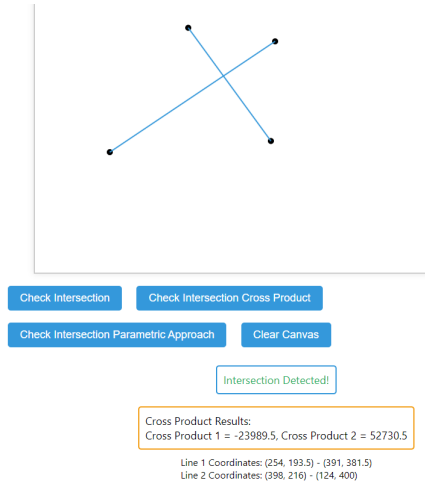 Check Intersection
Check Intersection Cross Product
Check Intersection Parametric Approach
Clear Canvas
Intersection Detected!
Cross Product Results:
Cross Product 1 = -23989.5, Cross Product 2 = 52730.5
Line 1 Coordinates: (254, 193.5) - (391, 381.5)
Line 2 Coordinates: (398, 216) - (124, 400)